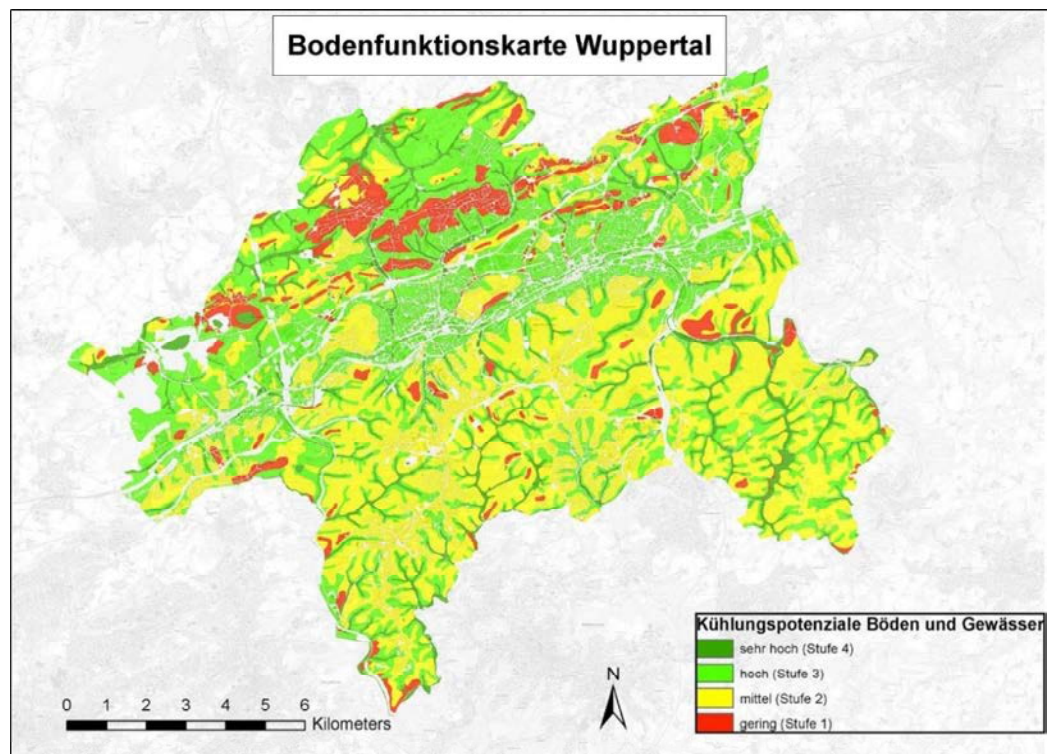 Bodenfunktionskarte Wuppertal
Kühlungspotenziale Böden und Gewässer
sehr hoch (Stufe 4)
hoch (Stufe 3)
mittel (Stufe 2)
gering (Stufe 1)
N
0 1 2 3 4 5 6
Kilometers